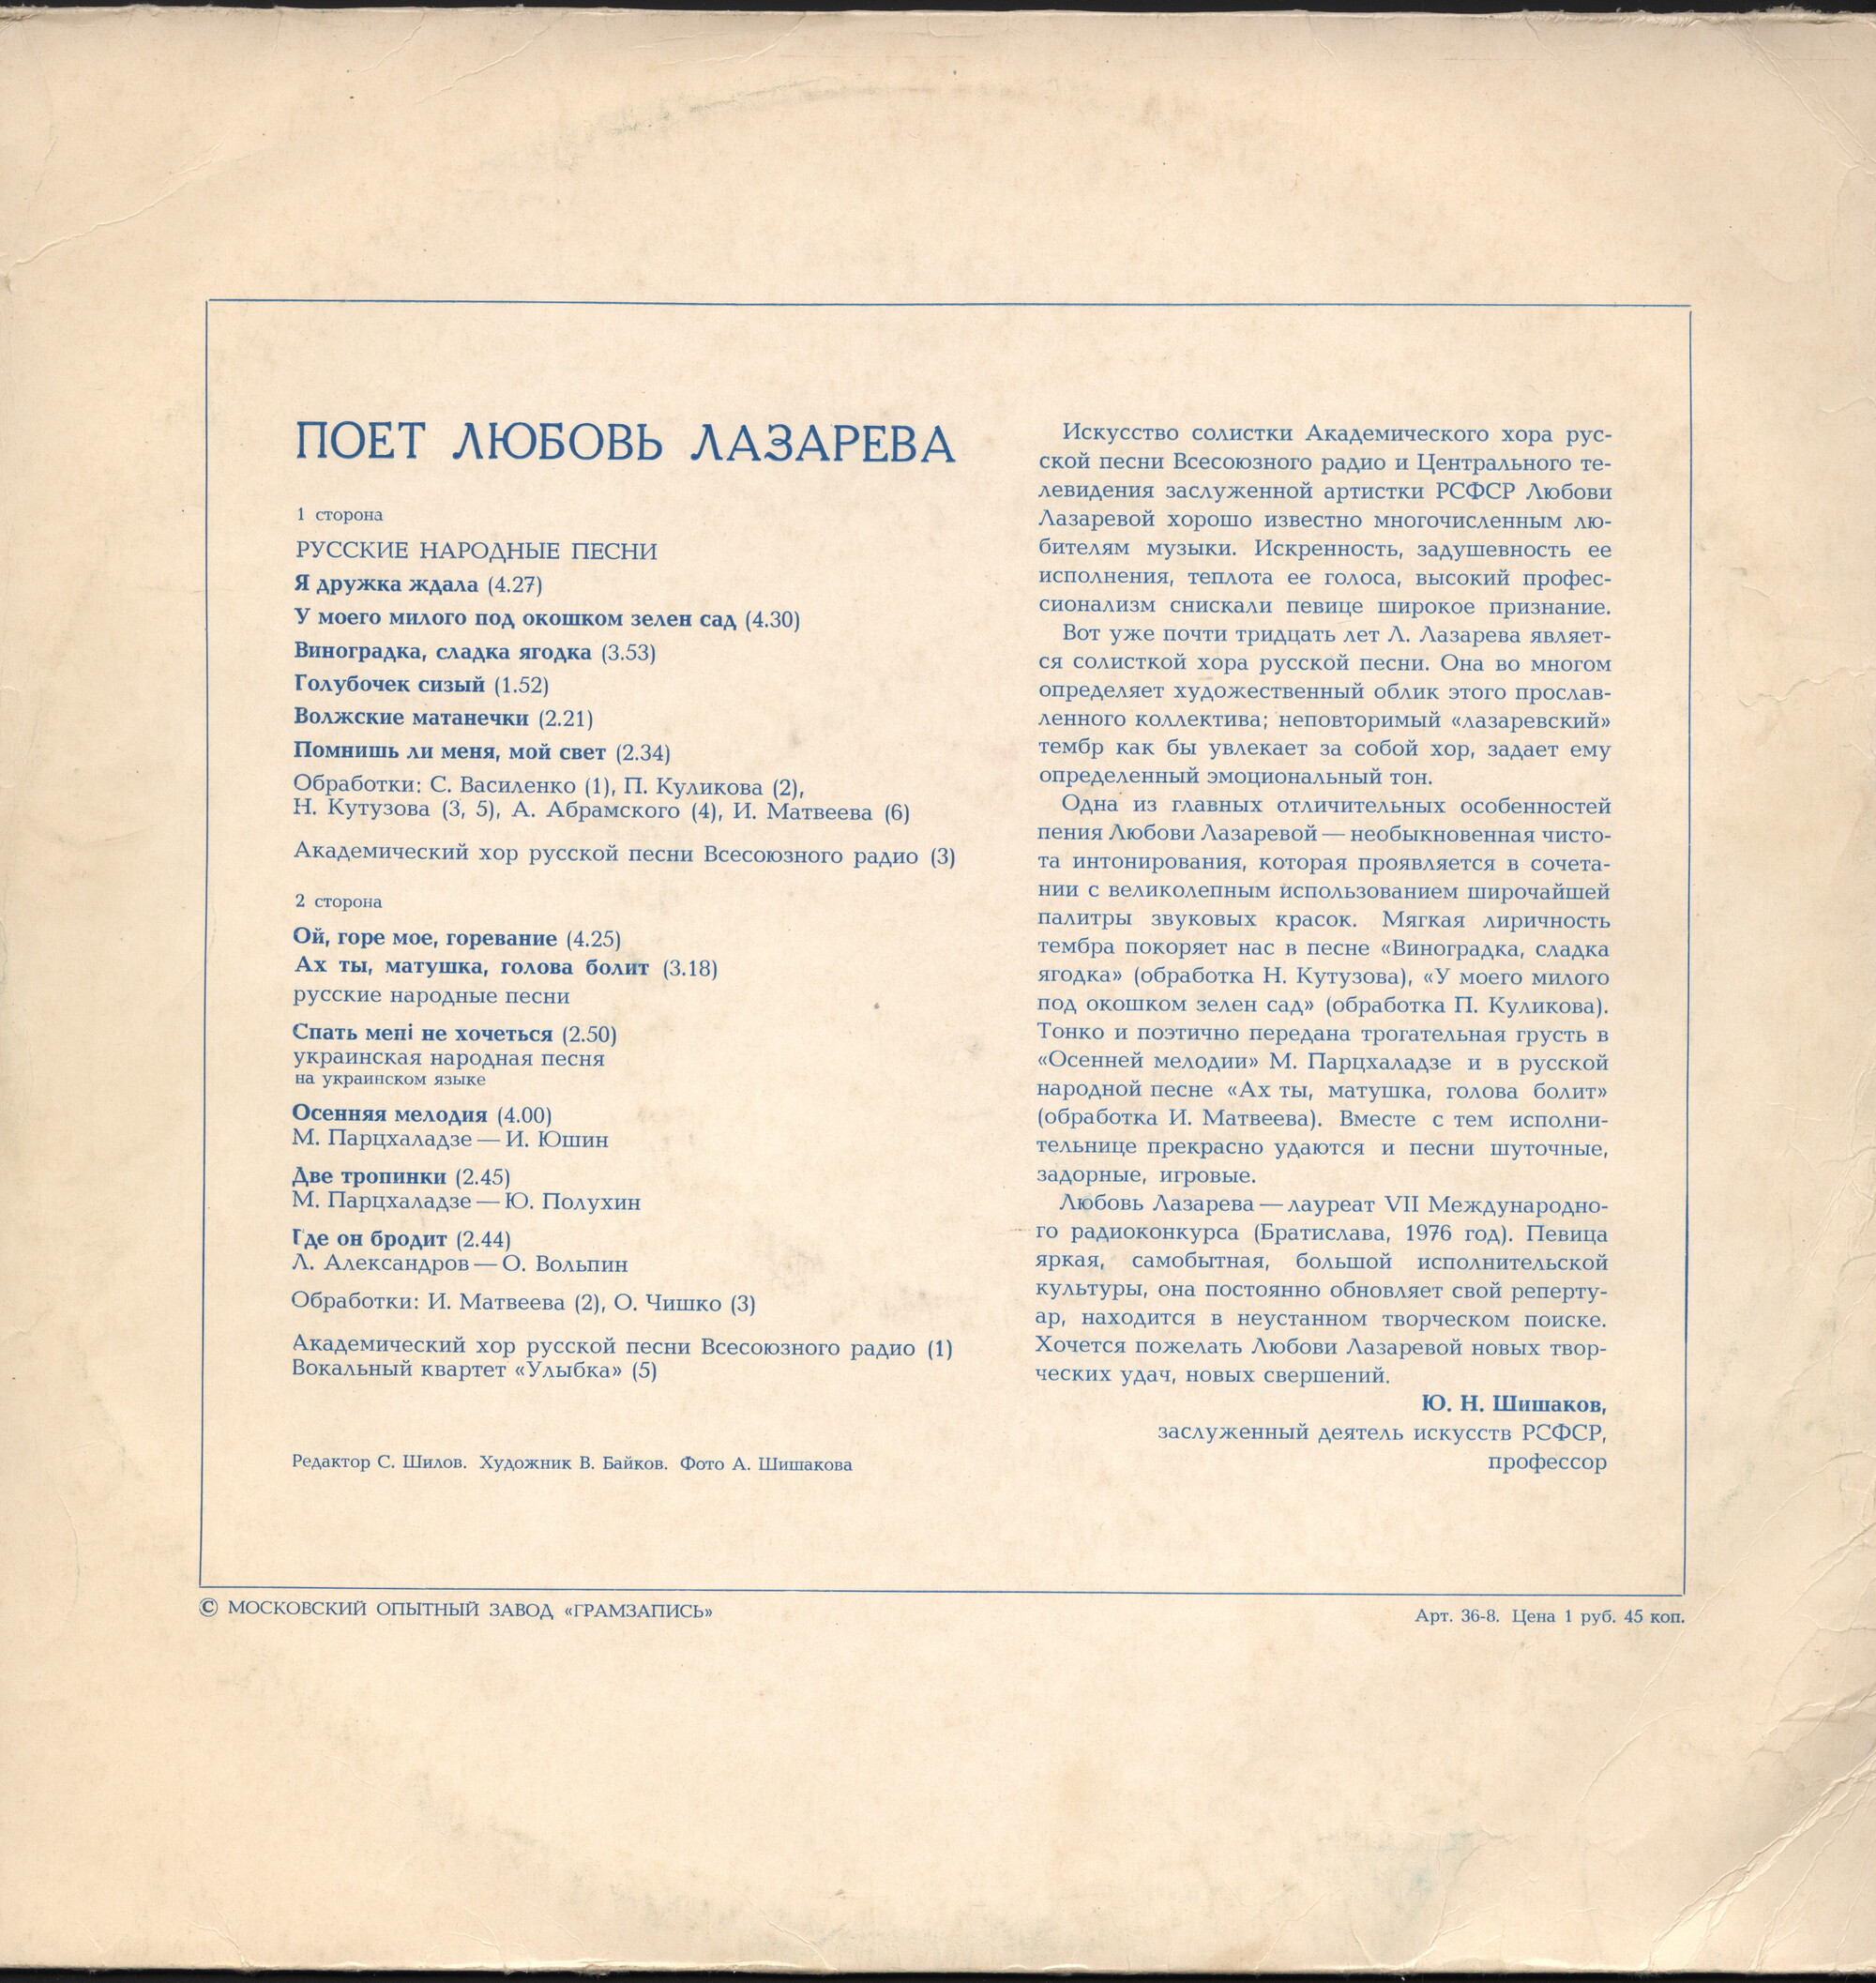 ПОЕТ ЛЮБОВЬ ЛАЗАРЕВА
1 сторона
РУССКИЕ НАРОДНЫЕ ПЕСНИ
Я дружка ждала (4.27)
У моего милого под окошком зелен сад (4.30)
Виноградка, сладка ягодка (3.53)
Голубочек сизый (1.52)
Волжские матанечки (2.21)
Помнишь ли меня, мой свет (2.34)
Обработки: С. Василенко (1), П. Куликова (2),
Н. Кутузова (3, 5), А. Абрамского (4), И. Матвеева (6)
Академический хор русской песни Всесоюзного радио (3)
2 сторона
Ой, горе мое, горевание (4.25)
Ах ты, матушка, голова болит (3.18)
русские народные песни
Спать мепі не хочеться (2.50)
украинская народная песня
на украинском языке
Осенняя мелодия (4.00)
М. Парцхаладзе — И. Юшин
Две тропинки (2.45)
М. Парцхаладзе — Ю. Полухин
Где он бродит (2.44)
Л. Александров — О. Вольпин
Обработки: И. Матвеева (2), О. Чишко (3)
Академический хор русской песни Всесоюзного радио (1)
Вокальный квартет «Улыбка» (5)
Редактор С. Шилов. Художник В. Байков. Фото А. Шишакова
Искусство солистки Академического хора рус-
ской песни Всесоюзного радио и Центрального те-
левидения заслуженной артистки РСФСР Любови
Лазаревой хорошо известно многочисленным лю-
бителям музыки. Искренность, задушевность ее
исполнения, теплота ее голоса, высокий профес-
сионализм снискали певице широкое признание.
Вот уже почти тридцать лет Л. Лазарева являет-
ся солисткой хора русской песни. Она во многом
определяет художественный облик этого прослав-
ленного коллектива; неповторимый «лазаревский»
тембр как бы увлекает за собой хор, задает ему
определенный эмоциональный тон.
Одна из главных отличительных особенностей
пения Любови Лазаревой — необыкновенная чисто-
та интонирования, которая проявляется в сочета-
нии с великолепным использованием широчайшей
палитры звуковых красок. Мягкая лиричность
тембра покоряет нас в песне «Виноградка, сладка
ягодка» (обработка Н. Кутузова), «У моего милого
под окошком зелен сад» (обработка П. Куликова).
Тонко и поэтично передана трогательная грусть в
«Осенней мелодии» М. Парцхаладзе и в русской
народной песне «Ах ты, матушка, голова болит»
(обработка И. Матвеева). Вместе с тем исполни-
тельнице прекрасно удаются и песни шуточные,
задорные, игровые.
Любовь Лазарева — лауреат VII Международно-
го радиоконкурса (Братислава, 1976 год). Певица
яркая, самобытная, большой исполнительской
культуры, она постоянно обновляет свой реперту-
ар, находится в неустанном творческом поиске.
Хочется пожелать Любови Лазаревой новых твор-
ческих удач, новых свершений.
Ю. Н. Шишаков,
заслуженный деятель искусств РСФСР,
профессор
© МОСКОВСКИЙ ОПЫТНЫЙ ЗАВОД «ГРАМЗАПИСЬ»
Арт. 36-8. Цена 1 руб. 45 коп.